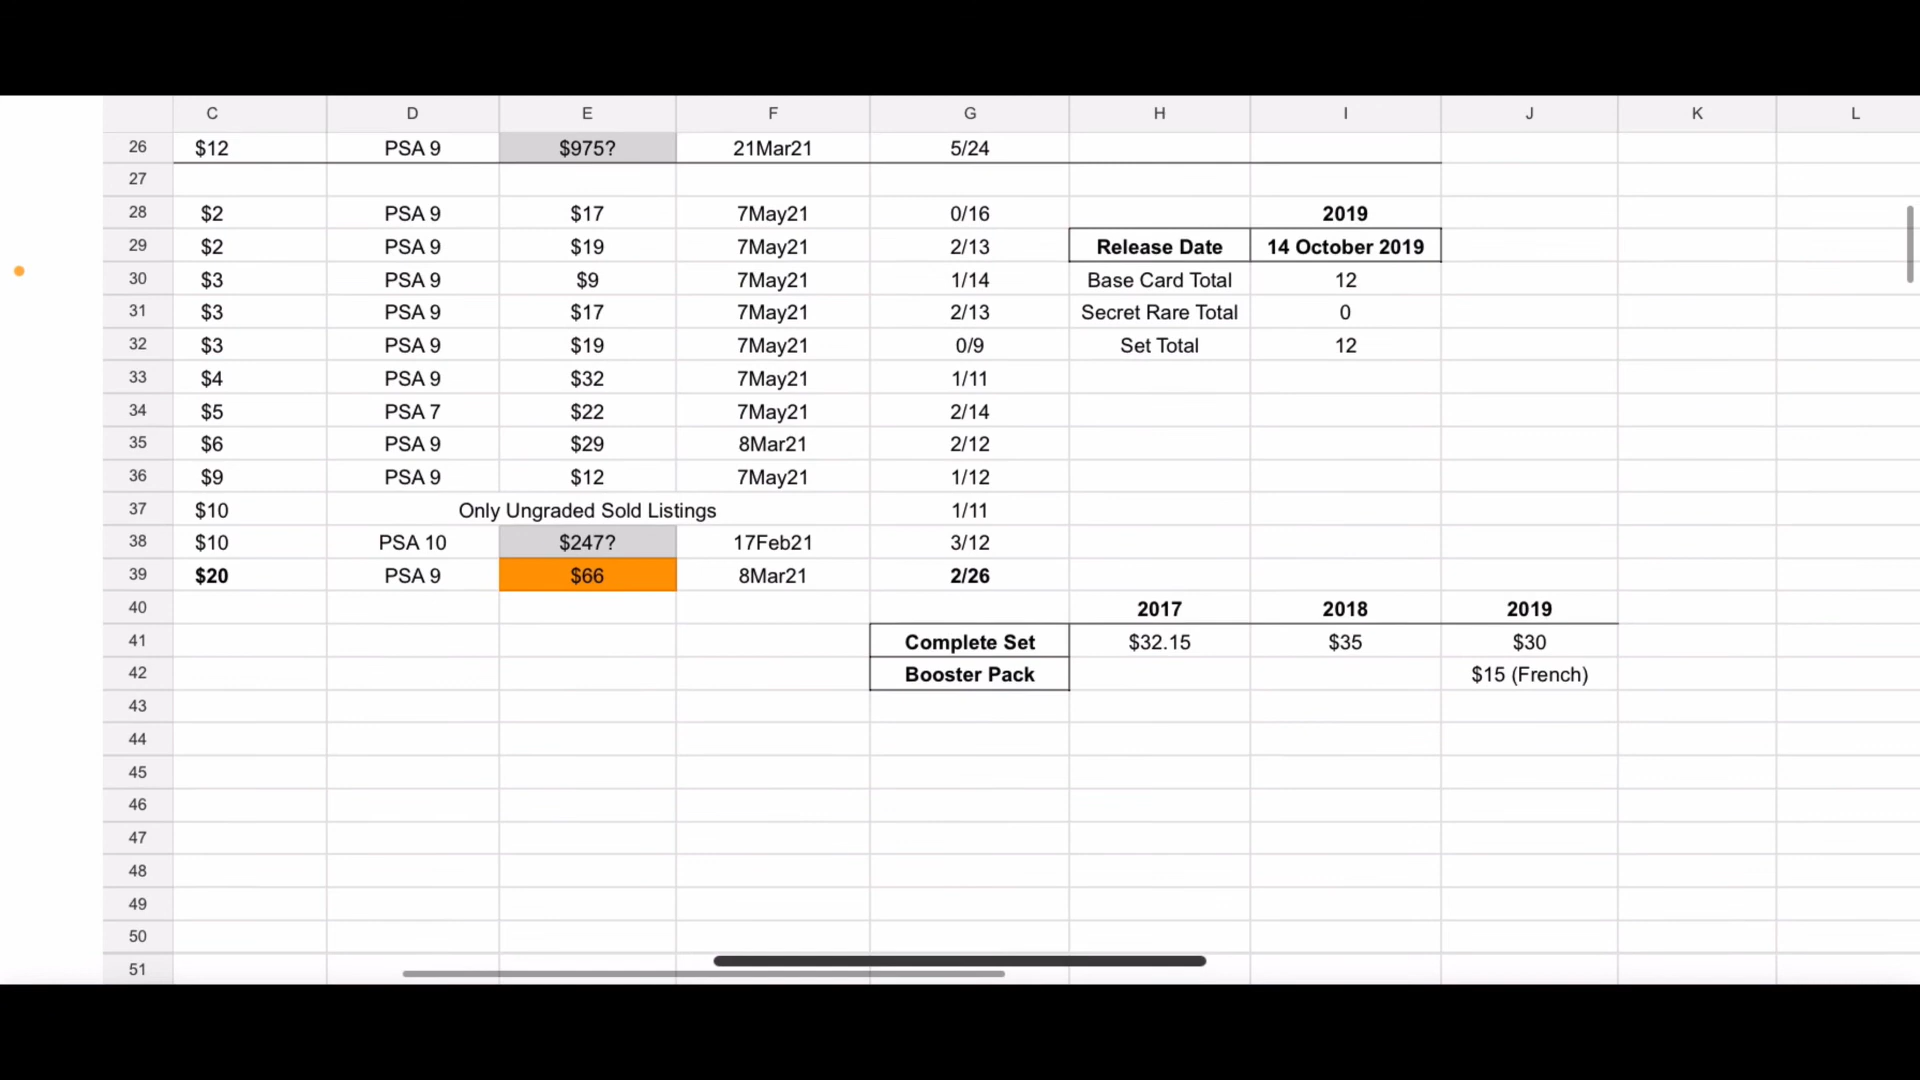 C D E F G H I J K L
26 $12 PSA 9 $975? 21Mar21 5/24
27
28 $2 PSA 9 $17 7May21 0/16 2019
29 $2 PSA 9 $19 7May21 2/13 Release Date 14 October 2019
30 $3 PSA 9 $9 7May21 1/14 Base Card Total 12
31 $3 PSA 9 $17 7May21 2/13 Secret Rare Total 0
32 $3 PSA 9 $19 7May21 0/9 Set Total 12
33 $4 PSA 9 $32 7May21 1/11
34 $5 PSA 7 $22 7May21 2/14
35 $6 PSA 9 $29 8Mar21 2/12
36 $9 PSA 9 $12 7May21 1/12
37 $10 Only Ungraded Sold Listings 1/11
38 $10 PSA 10 $247? 17Feb21 3/12
39 $20 PSA 9 $66 8Mar21 2/26
40 2017 2018 2019
41 Complete Set $32.15 $35 $30
42 Booster Pack $15 (French)
43
44
45
46
47
48
49
50
51